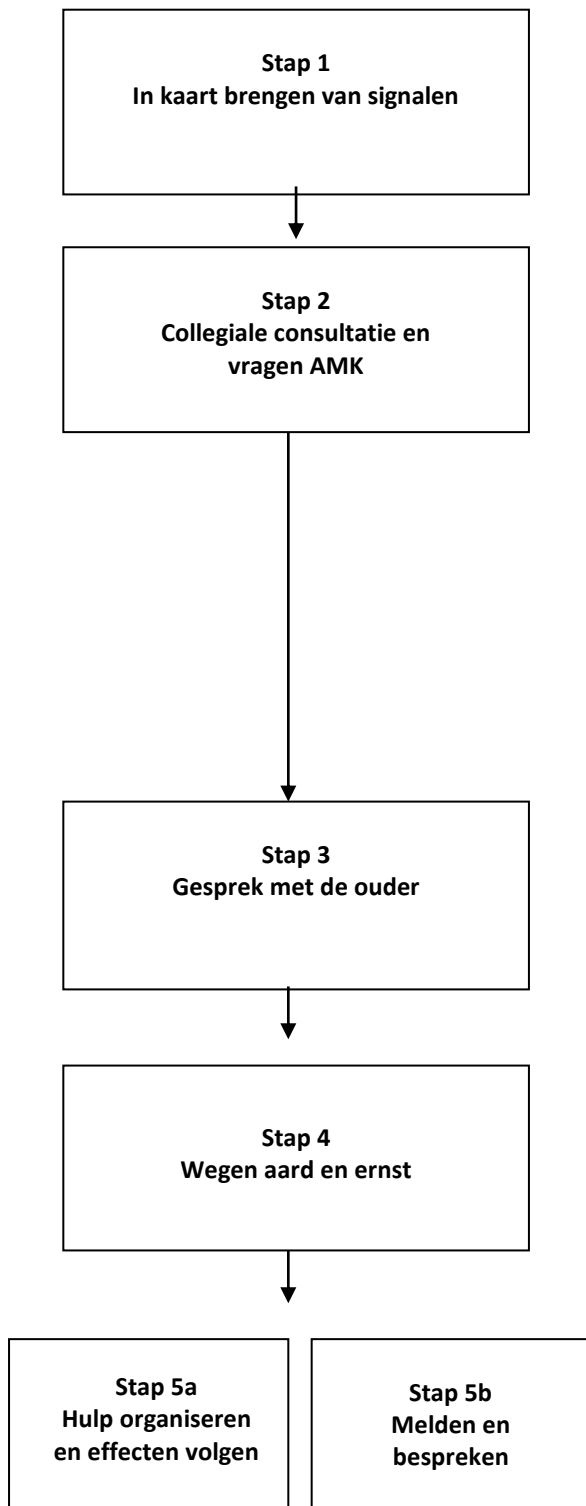 Stap 1
In kaart brengen van signalen
Stap 2
Collegiale consultatie en
vragen AMK
Stap 3
Gesprek met de ouder
Stap 4
Wegen aard en ernst
Stap 5a
Hulp organiseren
en effecten volgen
Stap 5b
Melden en
bespreken